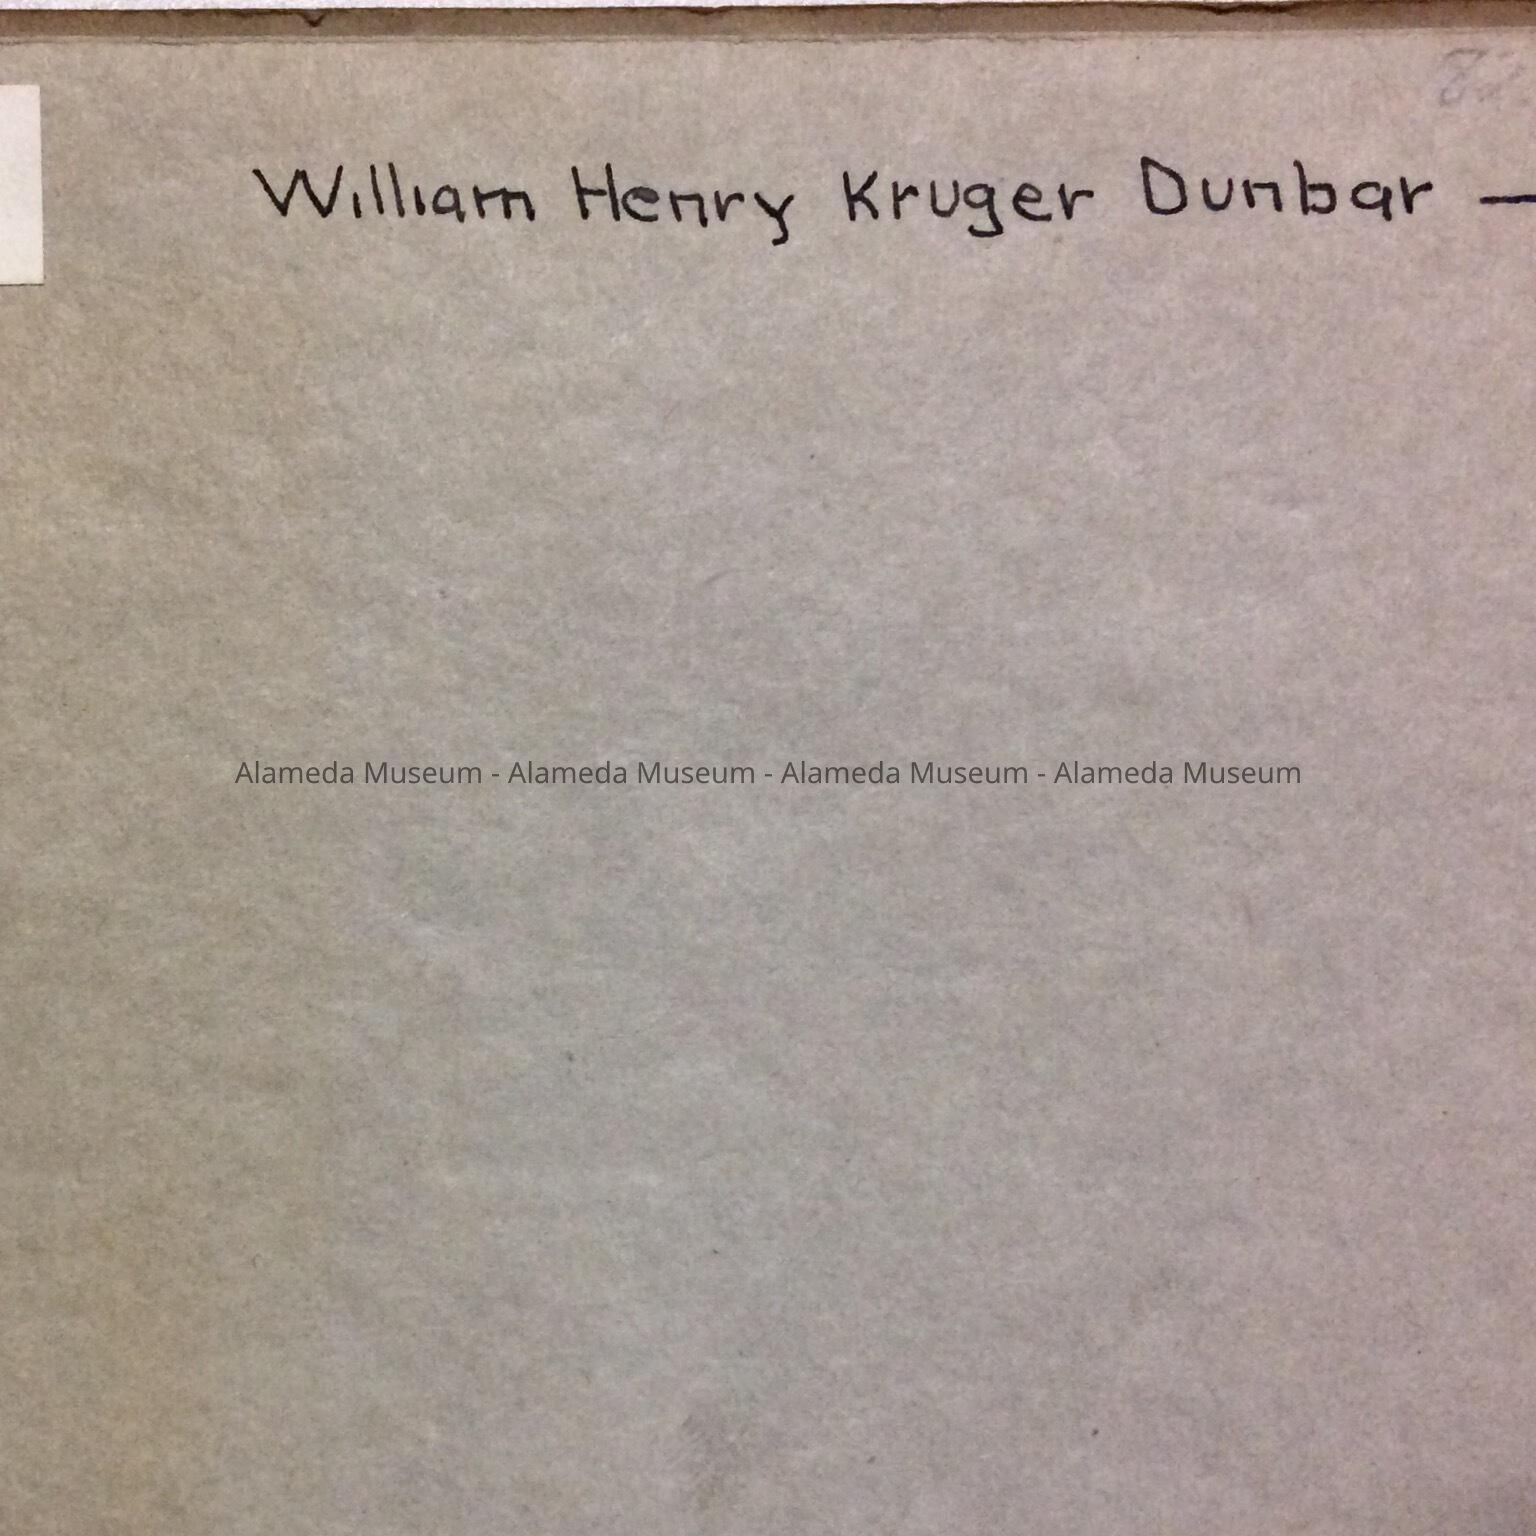 William Henry Kruger Dunbar —
Alameda Museum - Alameda Museum - Alameda Museum - Alameda Museum